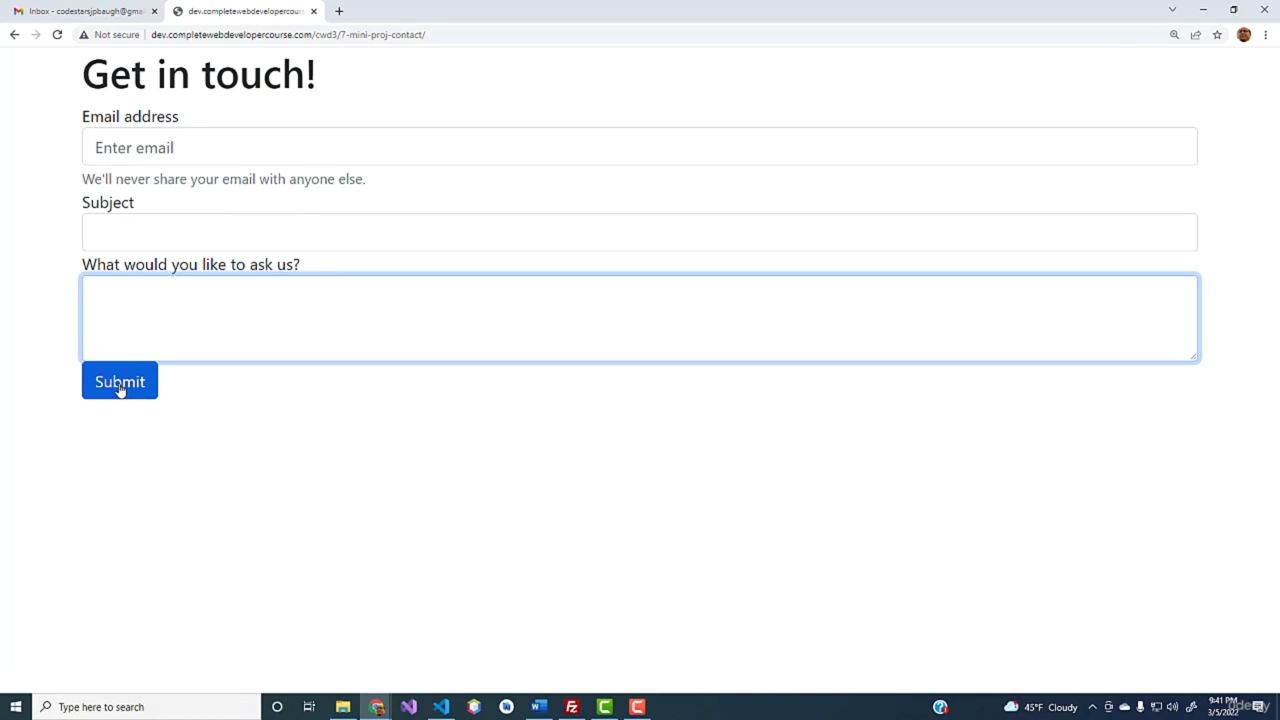 Inbox - codestarsjpbaugh@gmai
dev.completewebdevelopercours
Not secure
dev.completewebdevelopercourse.com/cwd3/7-mini-proj-contact/
Get in touch!
Email address
Enter email
We'll never share your email with anyone else.
Subject
What would you like to ask us?
Submit
Type here to search
45°F Cloudy
9:41 PM
3/5/2022